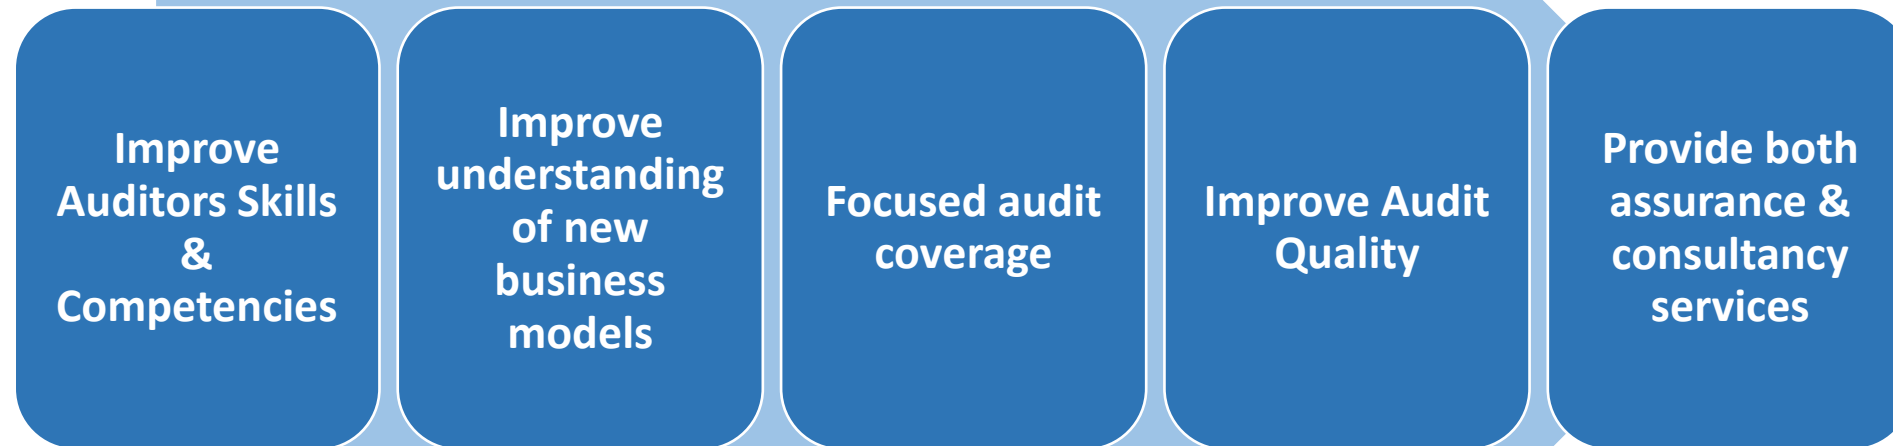 Improve
Auditors Skills
&
Competencies
Improve
understanding
of new
business
models
Focused audit
coverage
Improve Audit
Quality
Provide both
assurance &
consultancy
services